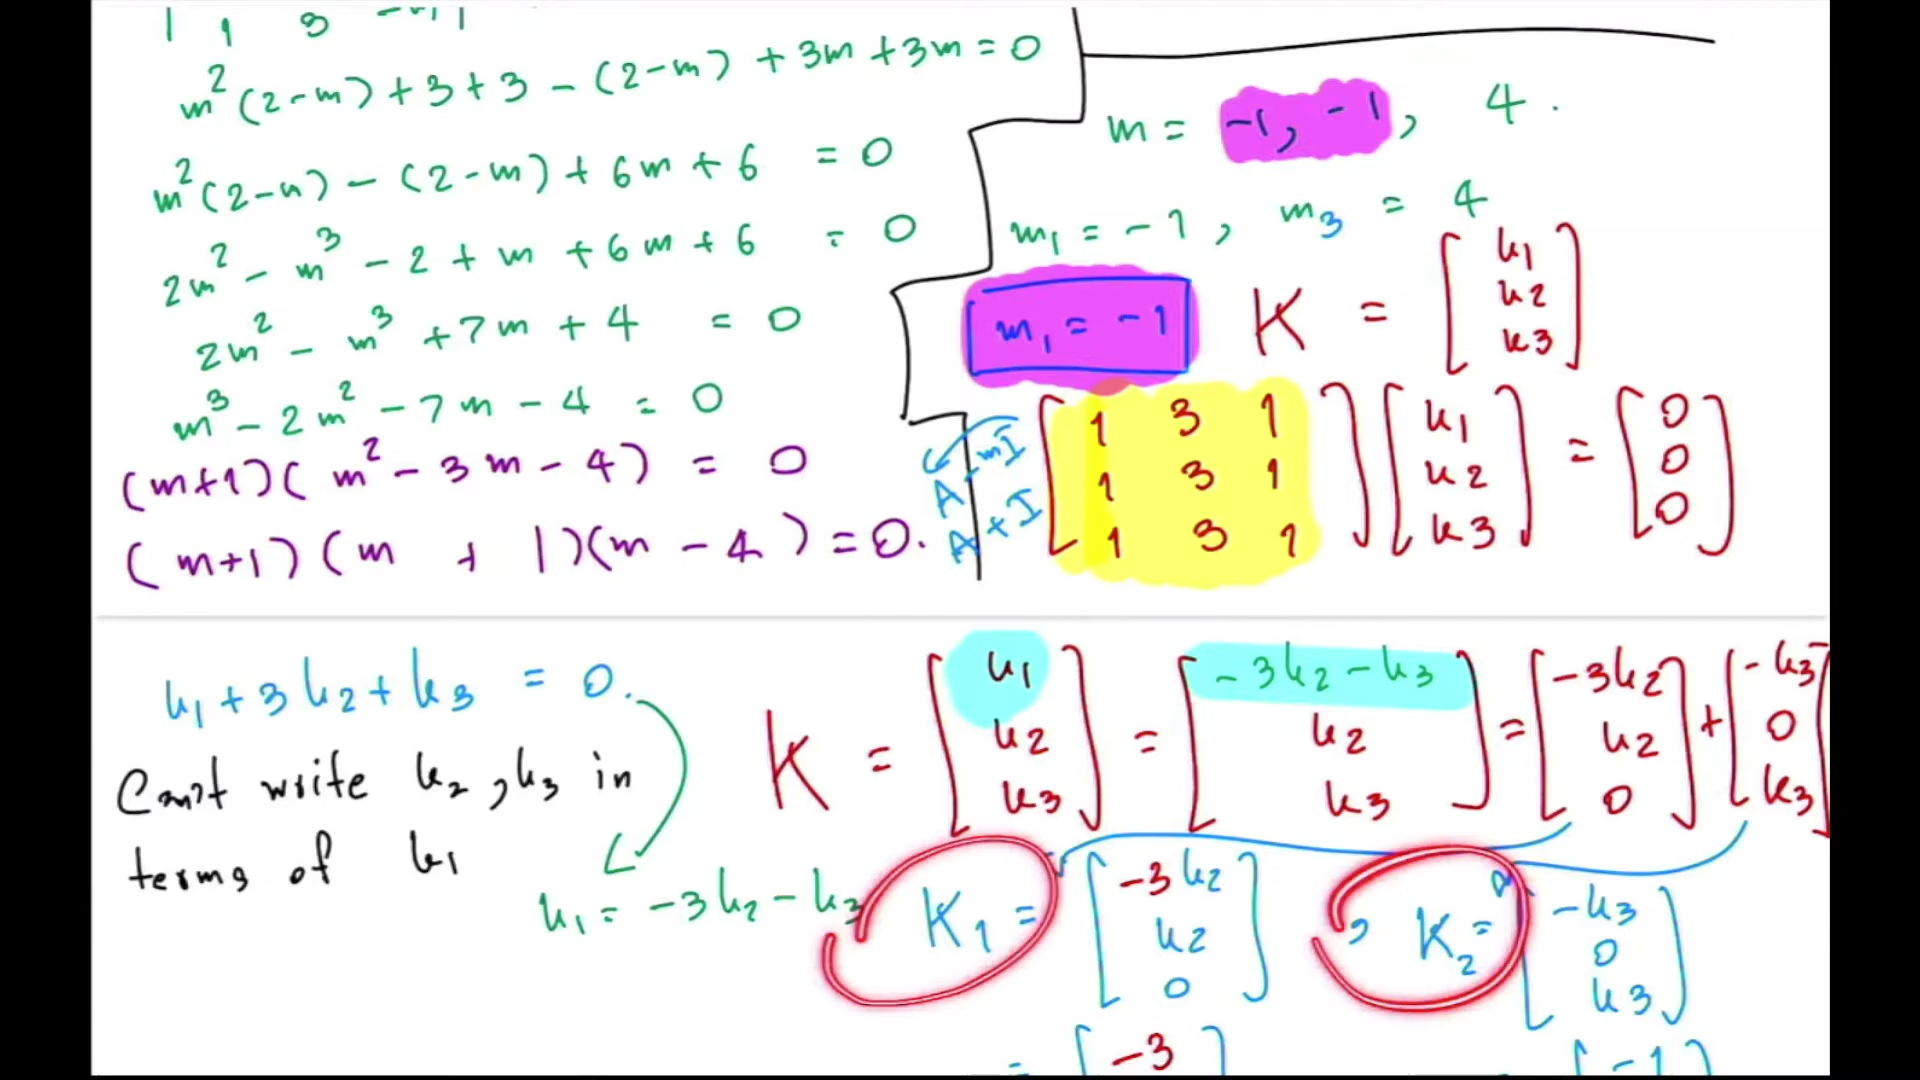 1 1 3 -m
m²(2-m) + 3 + 3 - (2-m) + 3m + 3m = 0
m²(2-m) - (2-m) + 6m + 6 = 0
2m² - m³ - 2 + m + 6m + 6 = 0
2m² - m³ + 7m + 4 = 0
m³ - 2m² - 7m - 4 = 0
(m+1)(m² - 3m - 4) = 0
(m+1)(m + 1)(m - 4) = 0.
m = -1, -1, 4.
m₁ = -1, m₃ = 4
m₁ = -1
K = [k1 k2 k3]
A - mI
A + I
[1 3 1
1 3 1
1 3 1] [k1 k2 k3] = [0 0 0]
k1 + 3k2 + k3 = 0.
Can't write k2, k3 in
terms of k1
k1 = -3k2 - k3
K = [k1 k2 k3] = [-3k2-k3 k2 k3] = [-3k2 k2 0] + [-k3 0 k3]
K1 = [-3k2 k2 0], K2 = [-k3 0 k3]
= [-3] [-1]